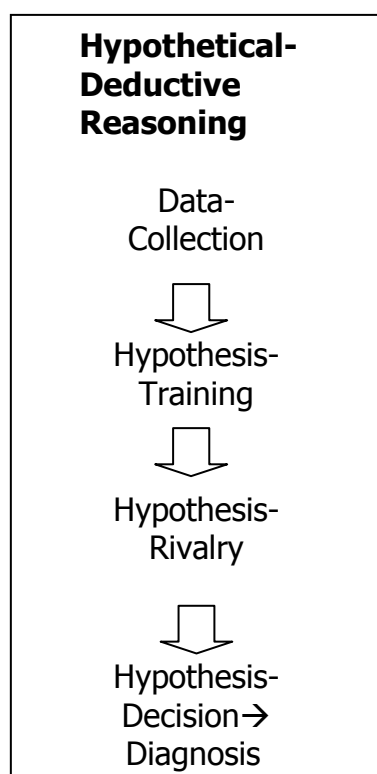 Hypothetical-
Deductive
Reasoning
Data-
Collection
Hypothesis-
Training
Hypothesis-
Rivalry
Hypothesis-
Decision→
Diagnosis